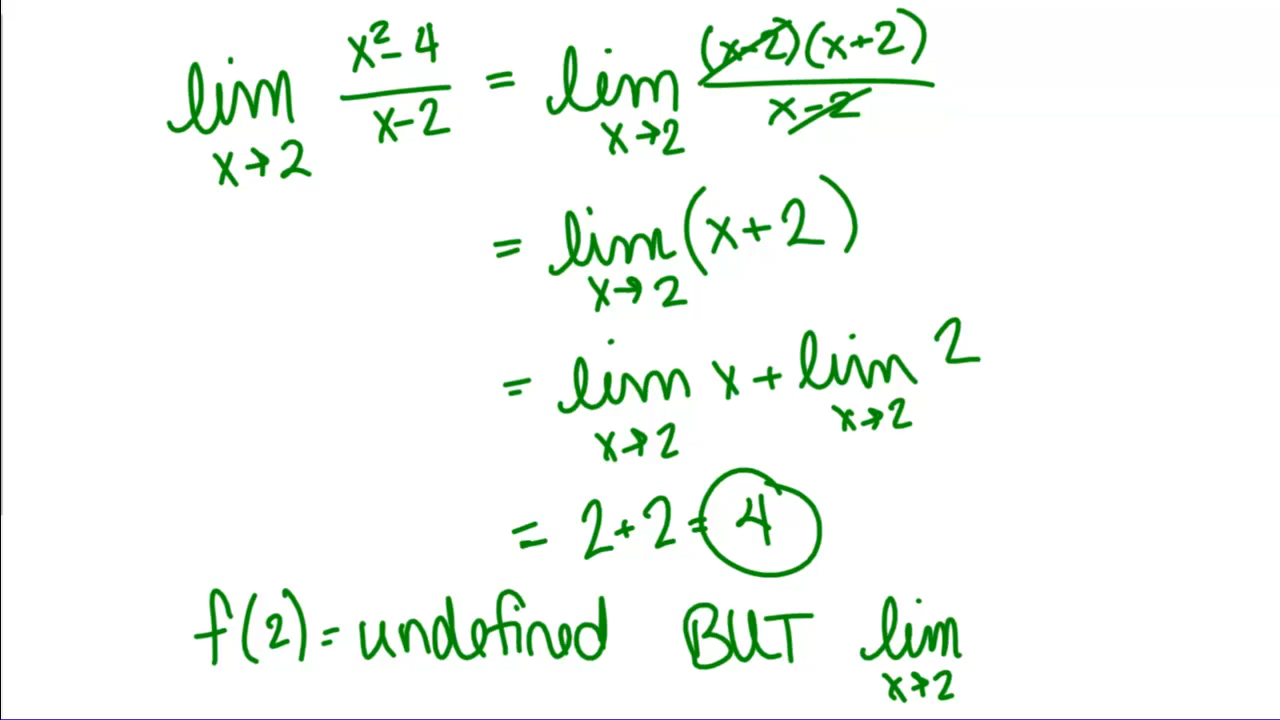 lim x→2 x²-4 / x-2 = lim x→2 (x-2)(x+2) / x-2
= lim x→2 (x+2)
= lim x→2 x + lim x→2 2
= 2+2 = 4
f(2) = undefined BUT lim x→2